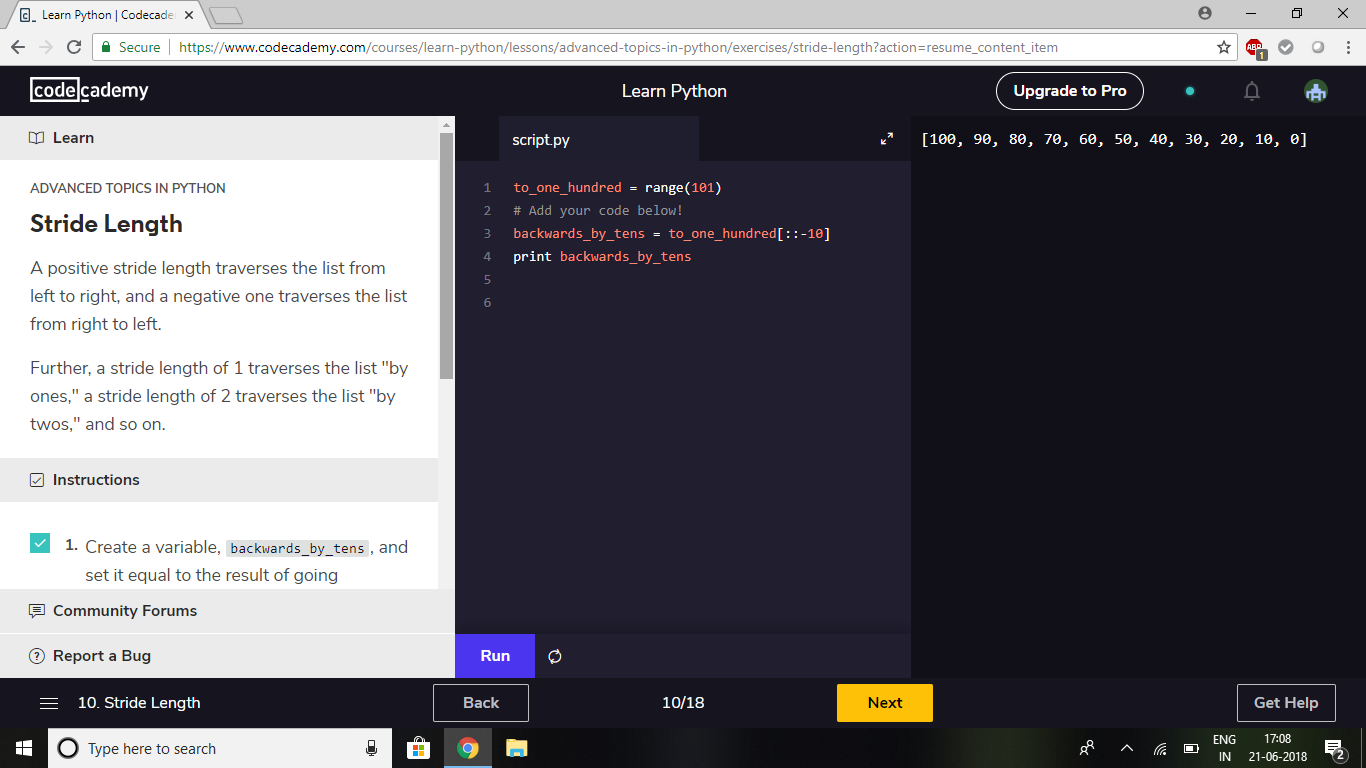 Learn Python | Codecade
Secure | https://www.codecademy.com/courses/learn-python/lessons/advanced-topics-in-python/exercises/stride-length?action=resume_content_item
ABP
1
codecademy
Learn Python
Upgrade to Pro
Learn
ADVANCED TOPICS IN PYTHON
Stride Length
A positive stride length traverses the list from
left to right, and a negative one traverses the list
from right to left.
Further, a stride length of 1 traverses the list "by
ones," a stride length of 2 traverses the list "by
twos," and so on.
Instructions
1. Create a variable, backwards_by_tens, and
set it equal to the result of going
Community Forums
Report a Bug
script.py
1 to_one_hundred = range(101)
2 # Add your code below!
3 backwards_by_tens = to_one_hundred[::-10]
4 print backwards_by_tens
5
6
Run
[100, 90, 80, 70, 60, 50, 40, 30, 20, 10, 0]
10. Stride Length
Back
10/18
Next
Get Help
Type here to search
ENG
IN
17:08
21-06-2018
2